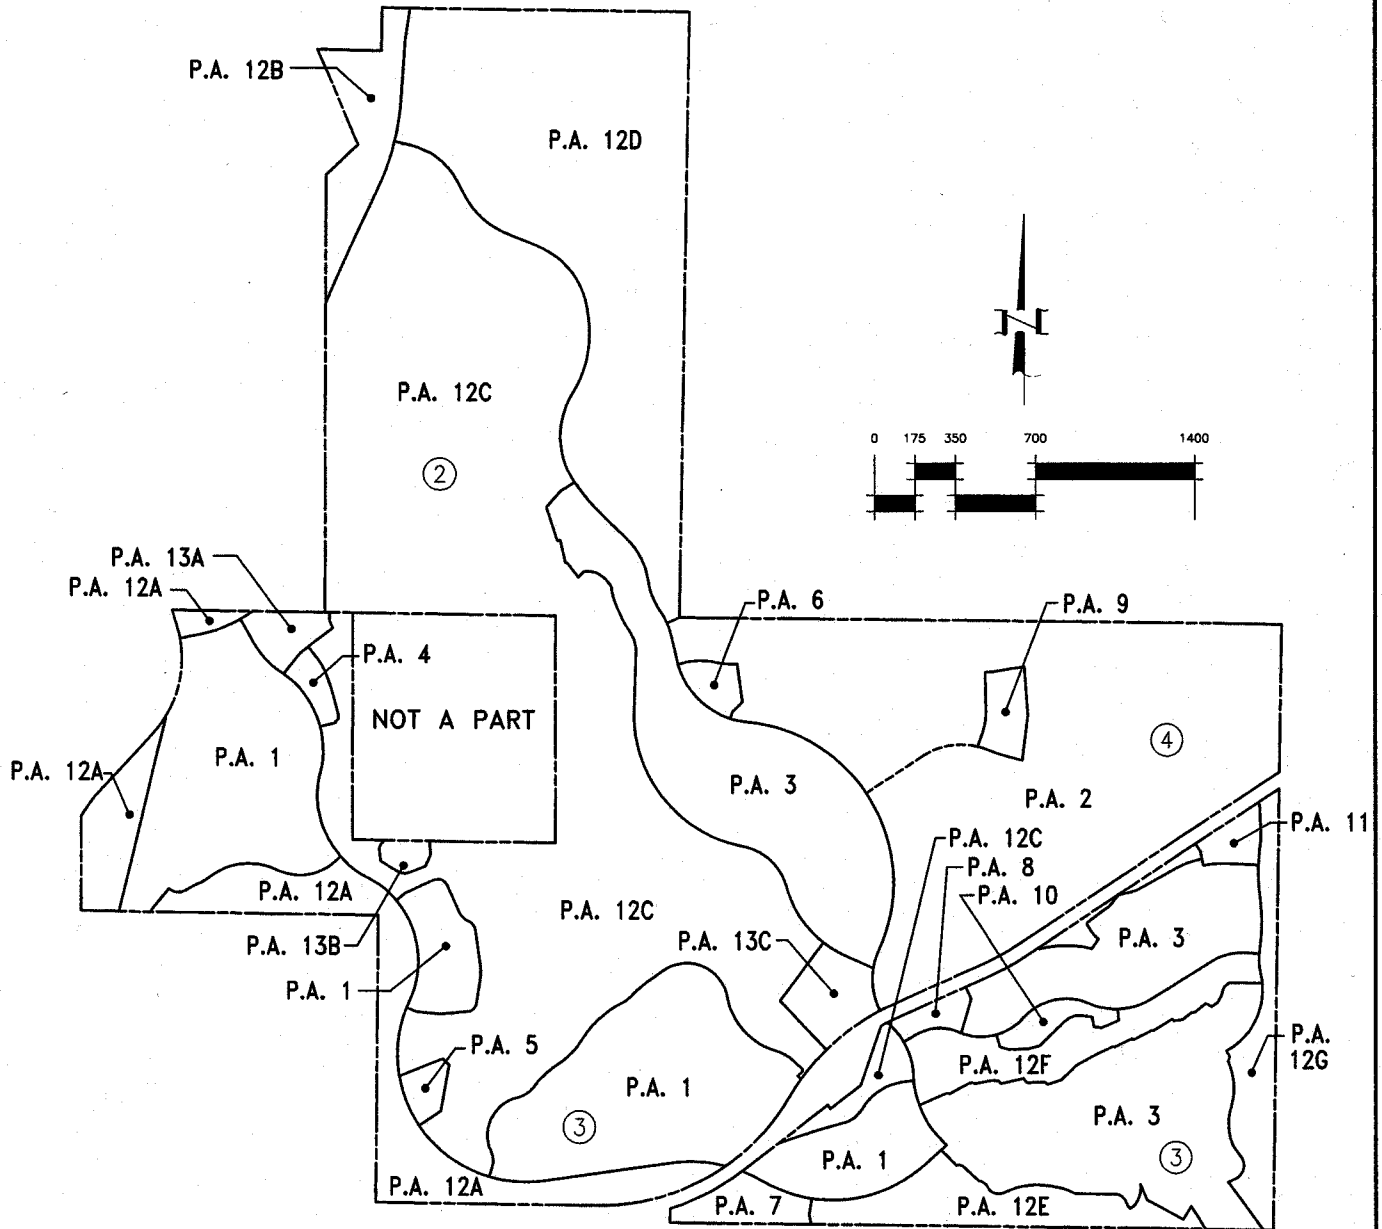 P.A. 12B
P.A. 12D
P.A. 12C
2
0 175 350 700 1400
P.A. 13A
P.A. 12A
P.A. 4
P.A. 6
P.A. 9
NOT A PART
P.A. 1
P.A. 12A
P.A. 3
P.A. 2
4
P.A. 11
P.A. 12C
P.A. 8
P.A. 10
P.A. 12A
P.A. 12C
P.A. 13B
P.A. 13C
P.A. 3
P.A. 1
P.A. 5
P.A. 12F
P.A.
12G
P.A. 1
3
P.A. 3
3
P.A. 1
P.A. 12A
P.A. 7
P.A. 12E